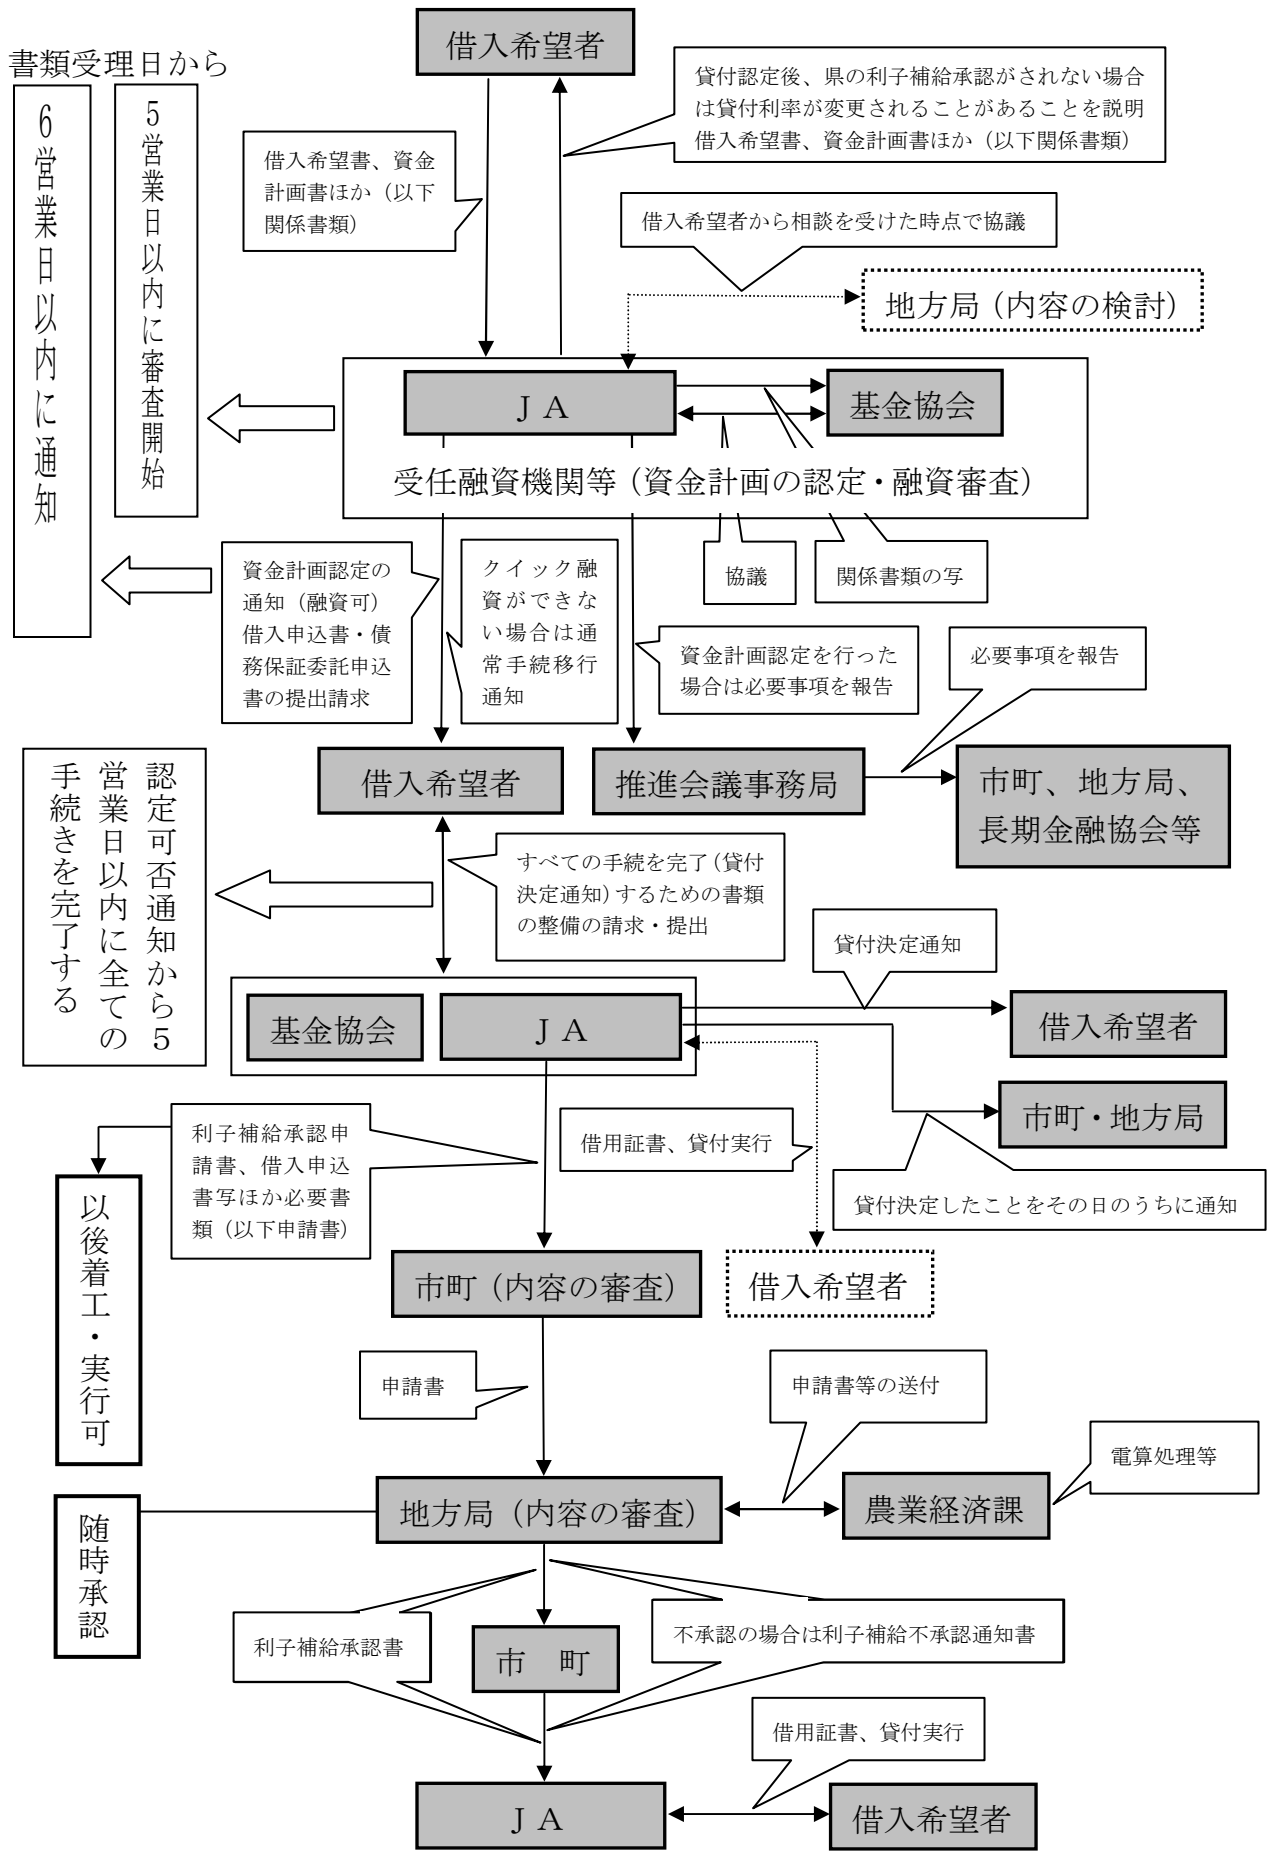 借入希望者
書類受理日から
6営業日以内に通知
5営業日以内に審査開始
貸付認定後、県の利子補給承認がされない場合
は貸付利率が変更されることがあることを説明
借入希望書、資金計画書ほか（以下関係書類）
借入希望書、資金
計画書ほか（以下
関係書類）
借入希望者から相談を受けた時点で協議
地方局（内容の検討）
ＪＡ
基金協会
受任融資機関等（資金計画の認定・融資審査）
協議
関係書類の写
資金計画認定の
通知（融資可）
借入申込書・債
務保証委託申込
書の提出請求
クイック融
資ができな
い場合は通
常手続移行
通知
資金計画認定を行った
場合は必要事項を報告
必要事項を報告
借入希望者
推進会議事務局
市町、地方局、
長期金融協会等
認定可否通知から５
営業日以内に全ての
手続きを完了する
すべての手続を完了（貸付
決定通知）するための書類
の整備の請求・提出
貸付決定通知
基金協会
ＪＡ
借入希望者
市町・地方局
利子補給承認申
請書、借入申込
書写ほか必要書
類（以下申請書）
借用証書、貸付実行
貸付決定したことをその日のうちに通知
以後着工・実行可
市町（内容の審査）
借入希望者
申請書
申請書等の送付
電算処理等
地方局（内容の審査）
農業経済課
随時承認
利子補給承認書
市　町
不承認の場合は利子補給不承認通知書
借用証書、貸付実行
ＪＡ
借入希望者